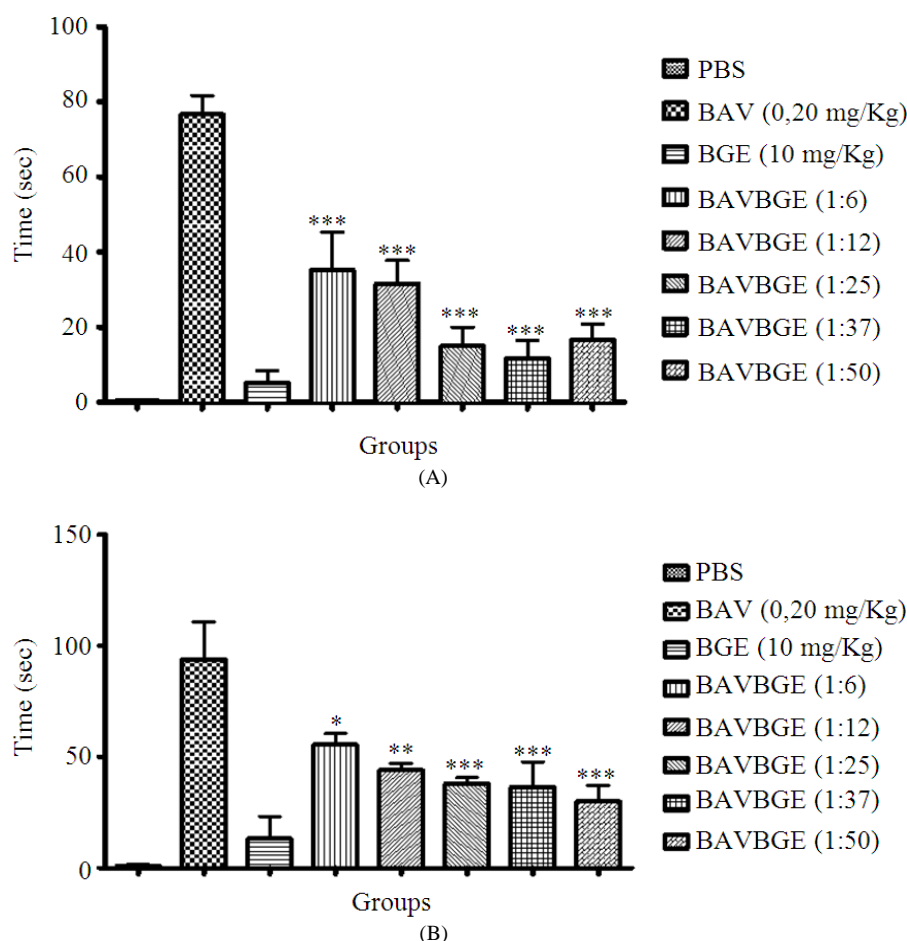 100
80
60
40
20
0
Time (sec)
***
***
***
***
***
Groups
PBS
BAV (0,20 mg/Kg)
BGE (10 mg/Kg)
BAVBGE (1:6)
BAVBGE (1:12)
BAVBGE (1:25)
BAVBGE (1:37)
BAVBGE (1:50)
(A)
150
100
50
0
Time (sec)
*
**
***
***
***
Groups
PBS
BAV (0,20 mg/Kg)
BGE (10 mg/Kg)
BAVBGE (1:6)
BAVBGE (1:12)
BAVBGE (1:25)
BAVBGE (1:37)
BAVBGE (1:50)
(B)